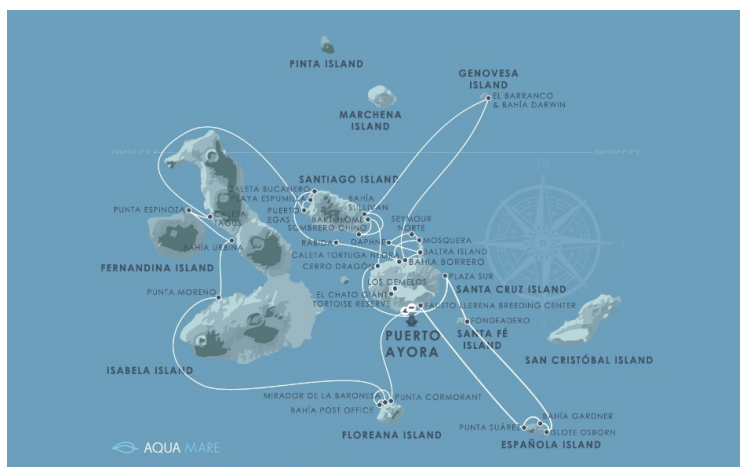 PINTA ISLAND
GENOVESA
ISLAND
EL BARRANCO
& BAHÍA DARWIN
MARCHENA
ISLAND
SANTIAGO ISLAND
CALETA BUCANERO
PLAYA ESPUMILLA
PUERTO
EGAS
BAHÍA
SULLIVAN
BARTOLOMÉ
SOMBRERO CHINO
SEYMOUR
NORTE
PUNTA ESPINOZA
CALETA
TAGUS
BAHÍA URBINA
RÁBIDA
DAPHNE
MOSQUERA
BALTRA ISLAND
CALETA TORTUGA NEGRA
BAHÍA BORRERO
CERRO DRAGÓN
FERNANDINA ISLAND
PLAZA SUR
LOS GEMELOS
SANTA CRUZ ISLAND
EL CHATO GIANT
TORTOISE RESERVE
PUNTA MORENO
FAUSTO LLERENA BREEDING CENTER
PUERTO
AYORA
FONDEADERO
SANTA FÉ
ISLAND
SAN CRISTÓBAL ISLAND
ISABELA ISLAND
MIRADOR DE LA BARONESA
PUNTA CORMORANT
BAHÍA POST OFFICE
FLOREANA ISLAND
BAHÍA GARDNER
PUNTA SUÁREZ
ISLOTE OSBORN
ESPAÑOLA ISLAND
AQUA MARE